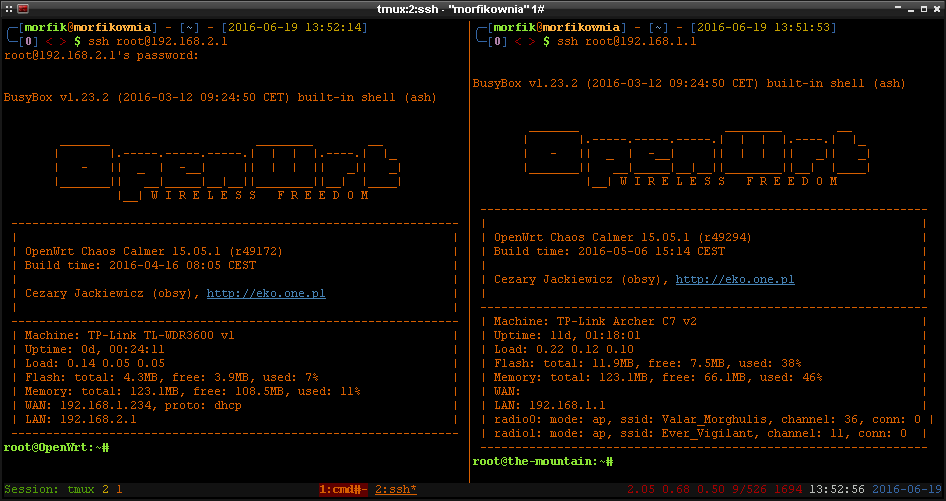 tmux:2:ssh - "morfikownia" 1#
[morfik@morfikownia] - [~] - [2016-06-19 13:52:14]
[0] < > $ ssh root@192.168.2.1
root@192.168.2.1's password:
BusyBox v1.23.2 (2016-03-12 09:24:50 CET) built-in shell (ash)
OpenWrt
W I R E L E S S   F R E E D O M
OpenWrt Chaos Calmer 15.05.1 (r49172)
Build time: 2016-04-16 08:05 CEST
Cezary Jackiewicz (obsy), http://eko.one.pl
Machine: TP-Link TL-WDR3600 v1
Uptime: 0d, 00:24:11
Load: 0.14 0.05 0.05
Flash: total: 4.3MB, free: 3.9MB, used: 7%
Memory: total: 123.1MB, free: 108.5MB, used: 11%
WAN: 192.168.1.234, proto: dhcp
LAN: 192.168.2.1
root@OpenWrt:~#
[morfik@morfikownia] - [~] - [2016-06-19 13:51:53]
[0] < > $ ssh root@192.168.1.1
BusyBox v1.23.2 (2016-03-12 09:24:50 CET) built-in shell (ash)
OpenWrt
W I R E L E S S   F R E E D O M
OpenWrt Chaos Calmer 15.05.1 (r49294)
Build time: 2016-05-06 15:14 CEST
Cezary Jackiewicz (obsy), http://eko.one.pl
Machine: TP-Link Archer C7 v2
Uptime: 11d, 01:18:01
Load: 0.22 0.12 0.10
Flash: total: 11.9MB, free: 7.5MB, used: 38%
Memory: total: 123.1MB, free: 66.1MB, used: 46%
WAN:
LAN: 192.168.1.1
radio0: mode: ap, ssid: Valar_Morghulis, channel: 36, conn: 0
radio1: mode: ap, ssid: Ever_Vigilant, channel: 11, conn: 0
root@the-mountain:~#
Session: tmux 2 1 1:cmd#- 2:ssh* 2.05 0.68 0.50 9/526 1694 13:52:56 2016-06-19